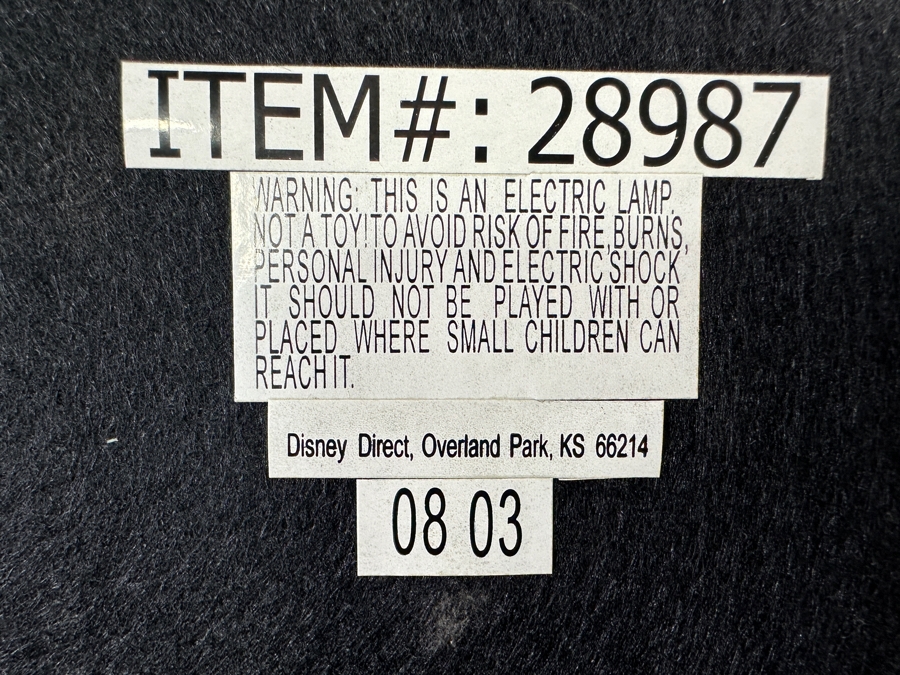 ITEM#: 28987
WARNING: THIS IS AN ELECTRIC LAMP.
NOT A TOY! TO AVOID RISK OF FIRE, BURNS,
PERSONAL INJURY AND ELECTRIC SHOCK
IT SHOULD NOT BE PLAYED WITH OR
PLACED WHERE SMALL CHILDREN CAN
REACH IT.
Disney Direct, Overland Park, KS 66214
08 03